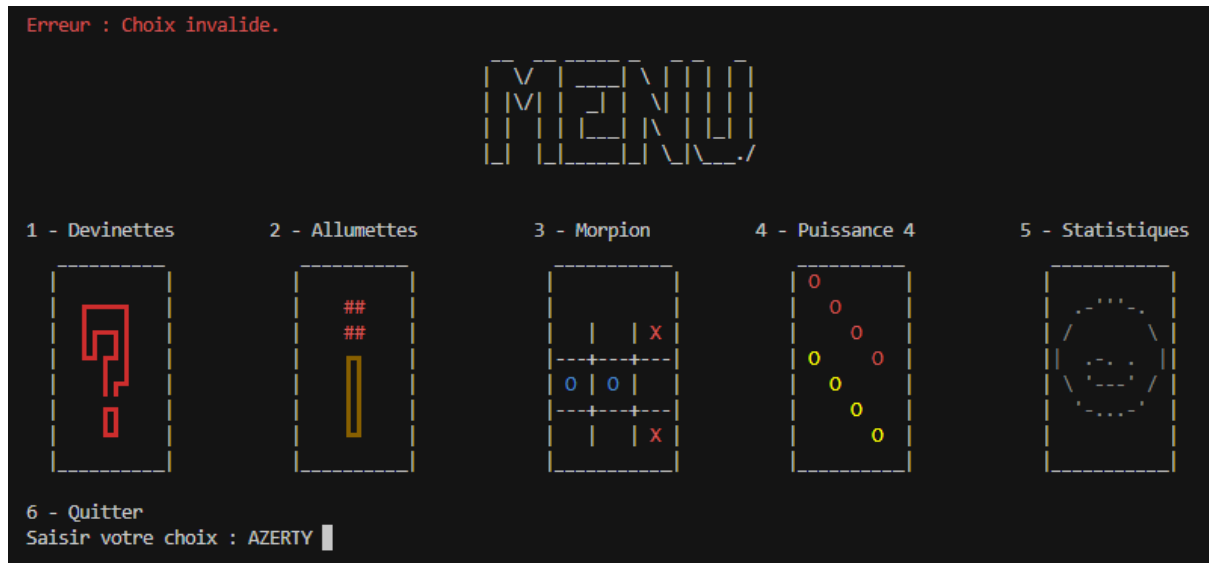 Erreur : Choix invalide.
MENU
1 - Devinettes 2 - Allumettes 3 - Morpion 4 - Puissance 4 5 - Statistiques
O
## O
## | | X O
---+---+---
O O
O | O | O
---+---+---
O
| | X O
6 - Quitter
Saisir votre choix : AZERTY